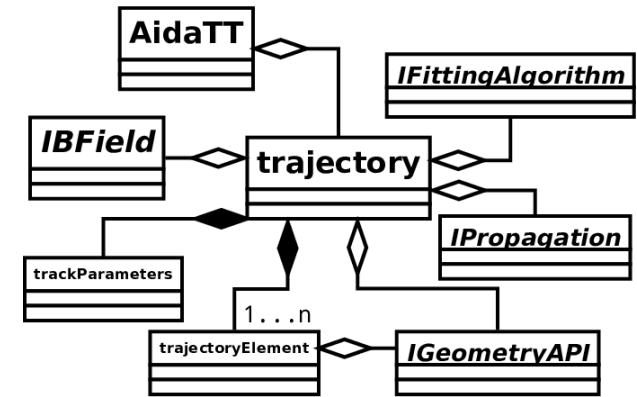 AidaTT
IFittingAlgorithm
IBField
trajectory
IPropagation
trackParameters
1...n
trajectoryElement
IGeometryAPI